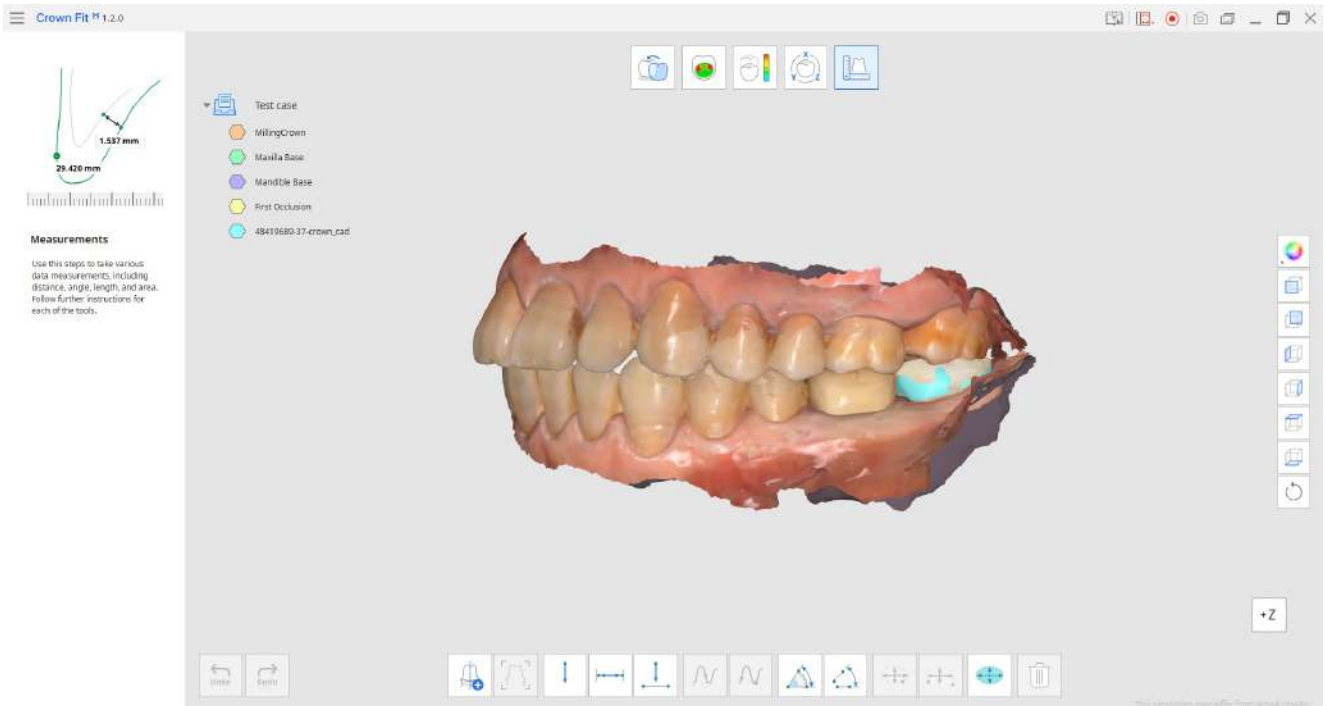 Crown Fit M 1.2.0
1.537 mm
29.420 mm
Measurements
Use this steps to take various
data measurements, including
distance, angle, length, and area.
Follow further instructions for
each of the tools.
Test case
MillingCrown
Maxilla Base
Mandible Base
First Occlusion
48419689-37-crown_cad
X
Y
Z
+Z
Undo
Redo